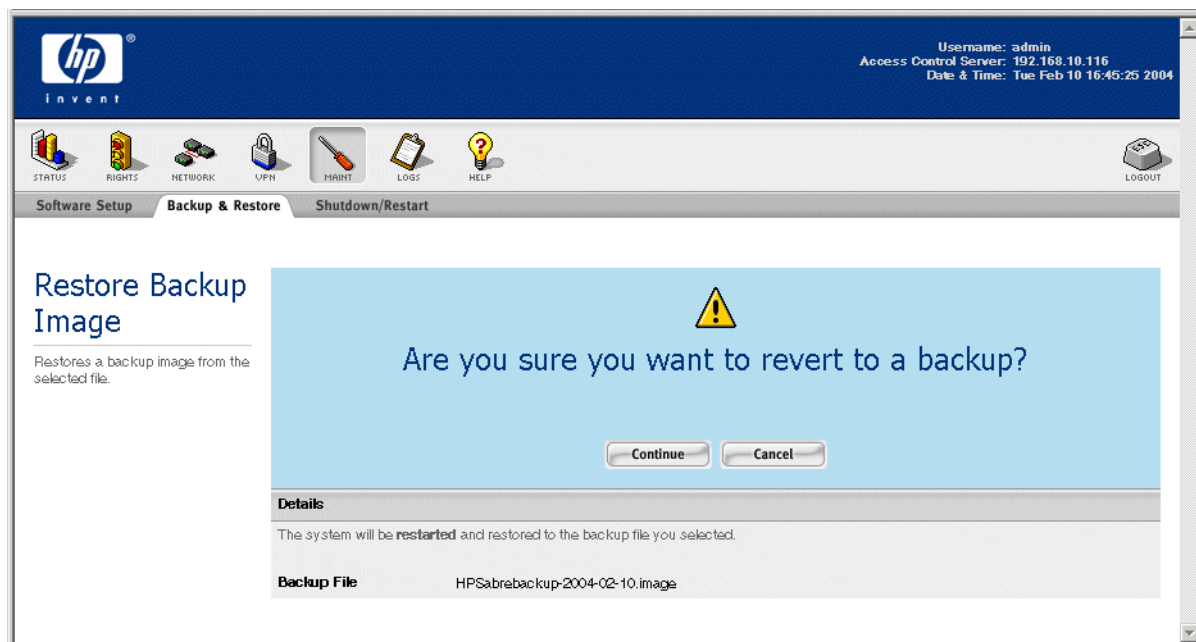 hp ®
invent
Username: admin
Access Control Server: 192.168.10.116
Date & Time: Tue Feb 10 16:45:25 2004
STATUS RIGHTS NETWORK VPN MAINT LOGS HELP LOGOUT
Software Setup Backup & Restore Shutdown/Restart
Restore Backup
Image
Restores a backup image from the
selected file.
Are you sure you want to revert to a backup?
Continue Cancel
Details
The system will be restarted and restored to the backup file you selected.
Backup File HPSabrebackup-2004-02-10.image